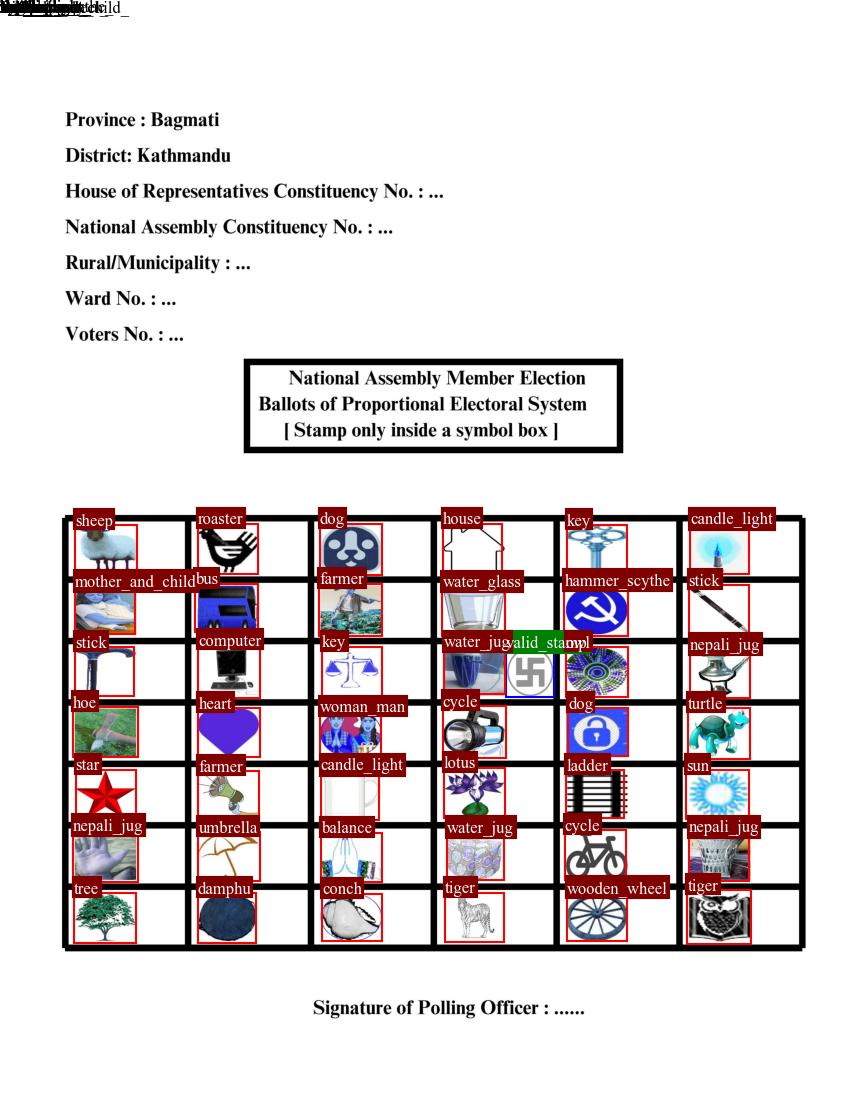 Province : Bagmati
District: Kathmandu
House of Representatives Constituency No. : ...
National Assembly Constituency No. : ...
Rural/Municipality : ...
Ward No. : ...
Voters No. : ...
National Assembly Member Election
Ballots of Proportional Electoral System
[ Stamp only inside a symbol box ]
sheep roaster dog house key candle_light
mother_and_child bus farmer water_glass hammer_scythe stick
stick computer key water_jug valid_stamp nepali_jug
hoe heart woman_man cycle dog turtle
star farmer candle_light lotus ladder sun
nepali_jug umbrella balance water_jug cycle nepali_jug
tree damphu conch tiger wooden_wheel tiger
Signature of Polling Officer : ......